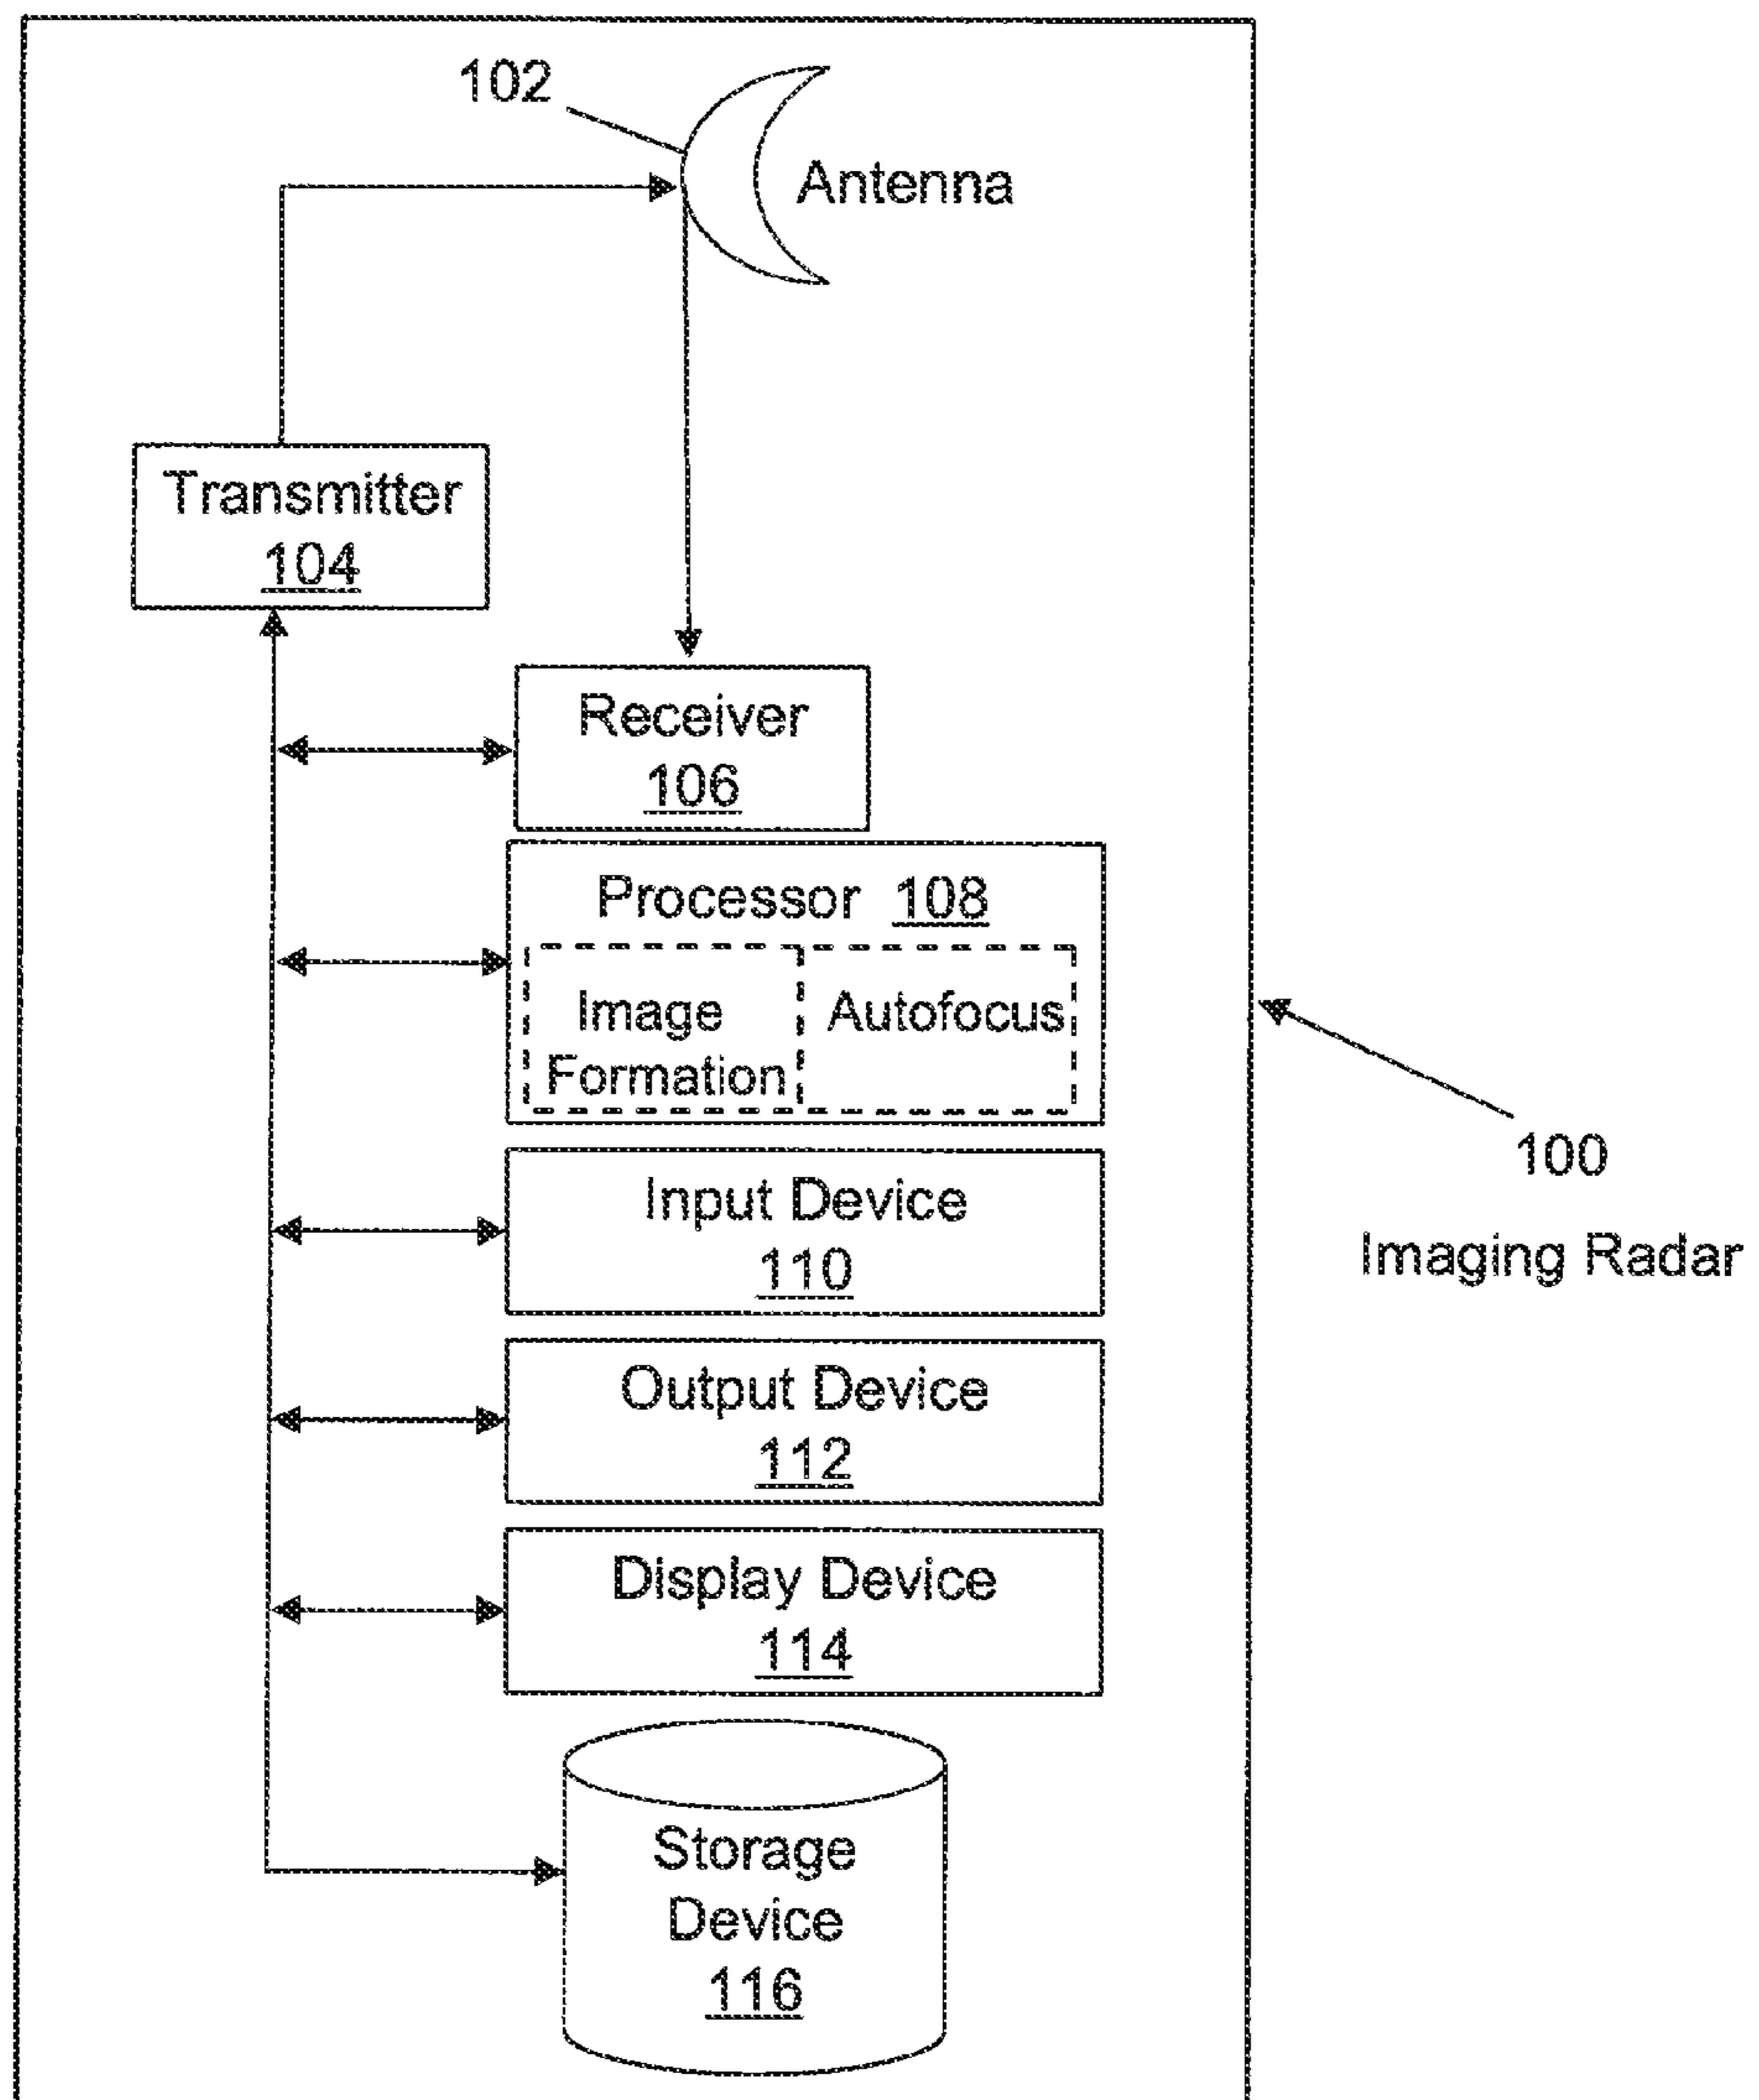 102
Antenna
Transmitter
104
Receiver
106
Processor 108
Image
Formation
Autofocus
Input Device
110
Output Device
112
Display Device
114
Storage
Device
116
100
Imaging Radar